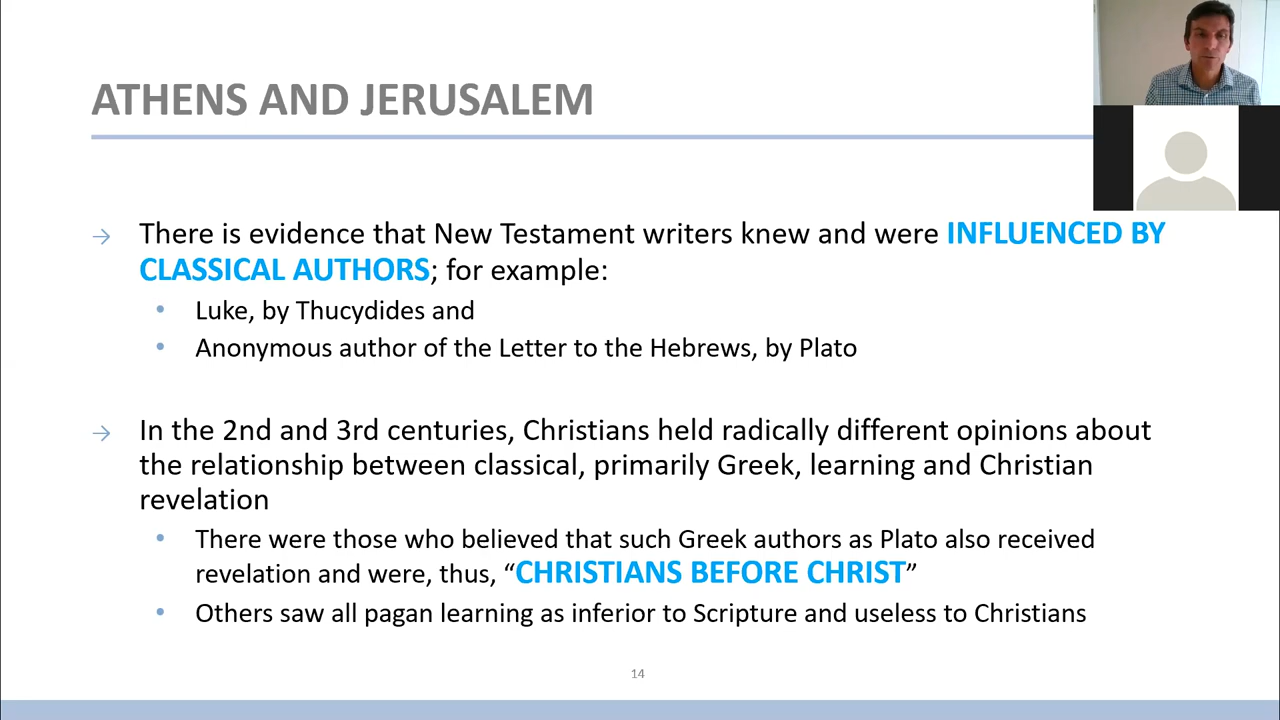 ATHENS AND JERUSALEM
→ There is evidence that New Testament writers knew and were INFLUENCED BY
CLASSICAL AUTHORS; for example:
• Luke, by Thucydides and
• Anonymous author of the Letter to the Hebrews, by Plato
→ In the 2nd and 3rd centuries, Christians held radically different opinions about
the relationship between classical, primarily Greek, learning and Christian
revelation
• There were those who believed that such Greek authors as Plato also received
revelation and were, thus, “CHRISTIANS BEFORE CHRIST”
• Others saw all pagan learning as inferior to Scripture and useless to Christians
14